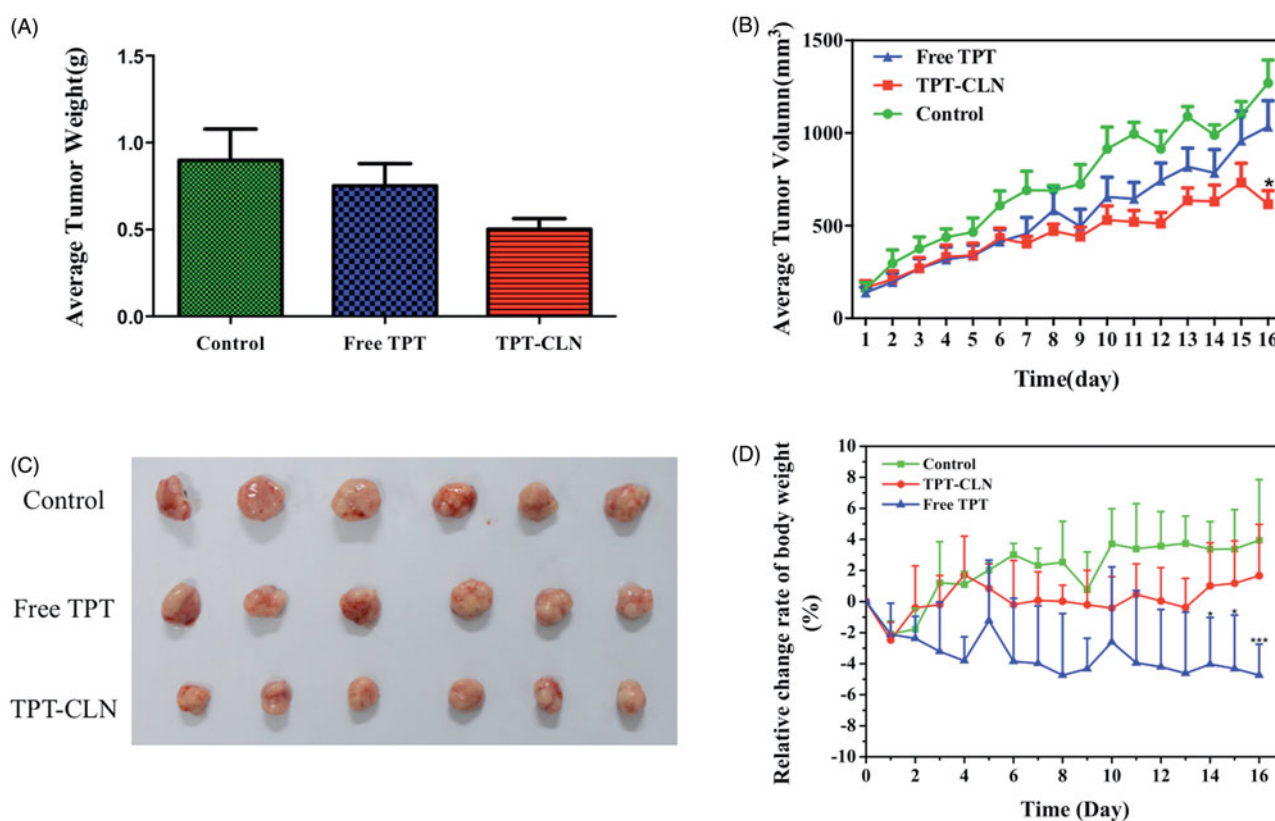 (A)
Average Tumor Weight(g)
1.5
1.0
0.5
0.0
Control
Free TPT
TPT-CLN
(B)
Average Tumor Volumn(mm³)
1500
1000
500
0
Free TPT
TPT-CLN
Control
*
1 2 3 4 5 6 7 8 9 10 11 12 13 14 15 16
Time(day)
(C)
Control
Free TPT
TPT-CLN
(D)
Relative change rate of body weight
(%)
10
8
6
4
2
0
-2
-4
-6
-8
-10
Control
TPT-CLN
Free TPT
* *
***
0 2 4 6 8 10 12 14 16
Time (Day)